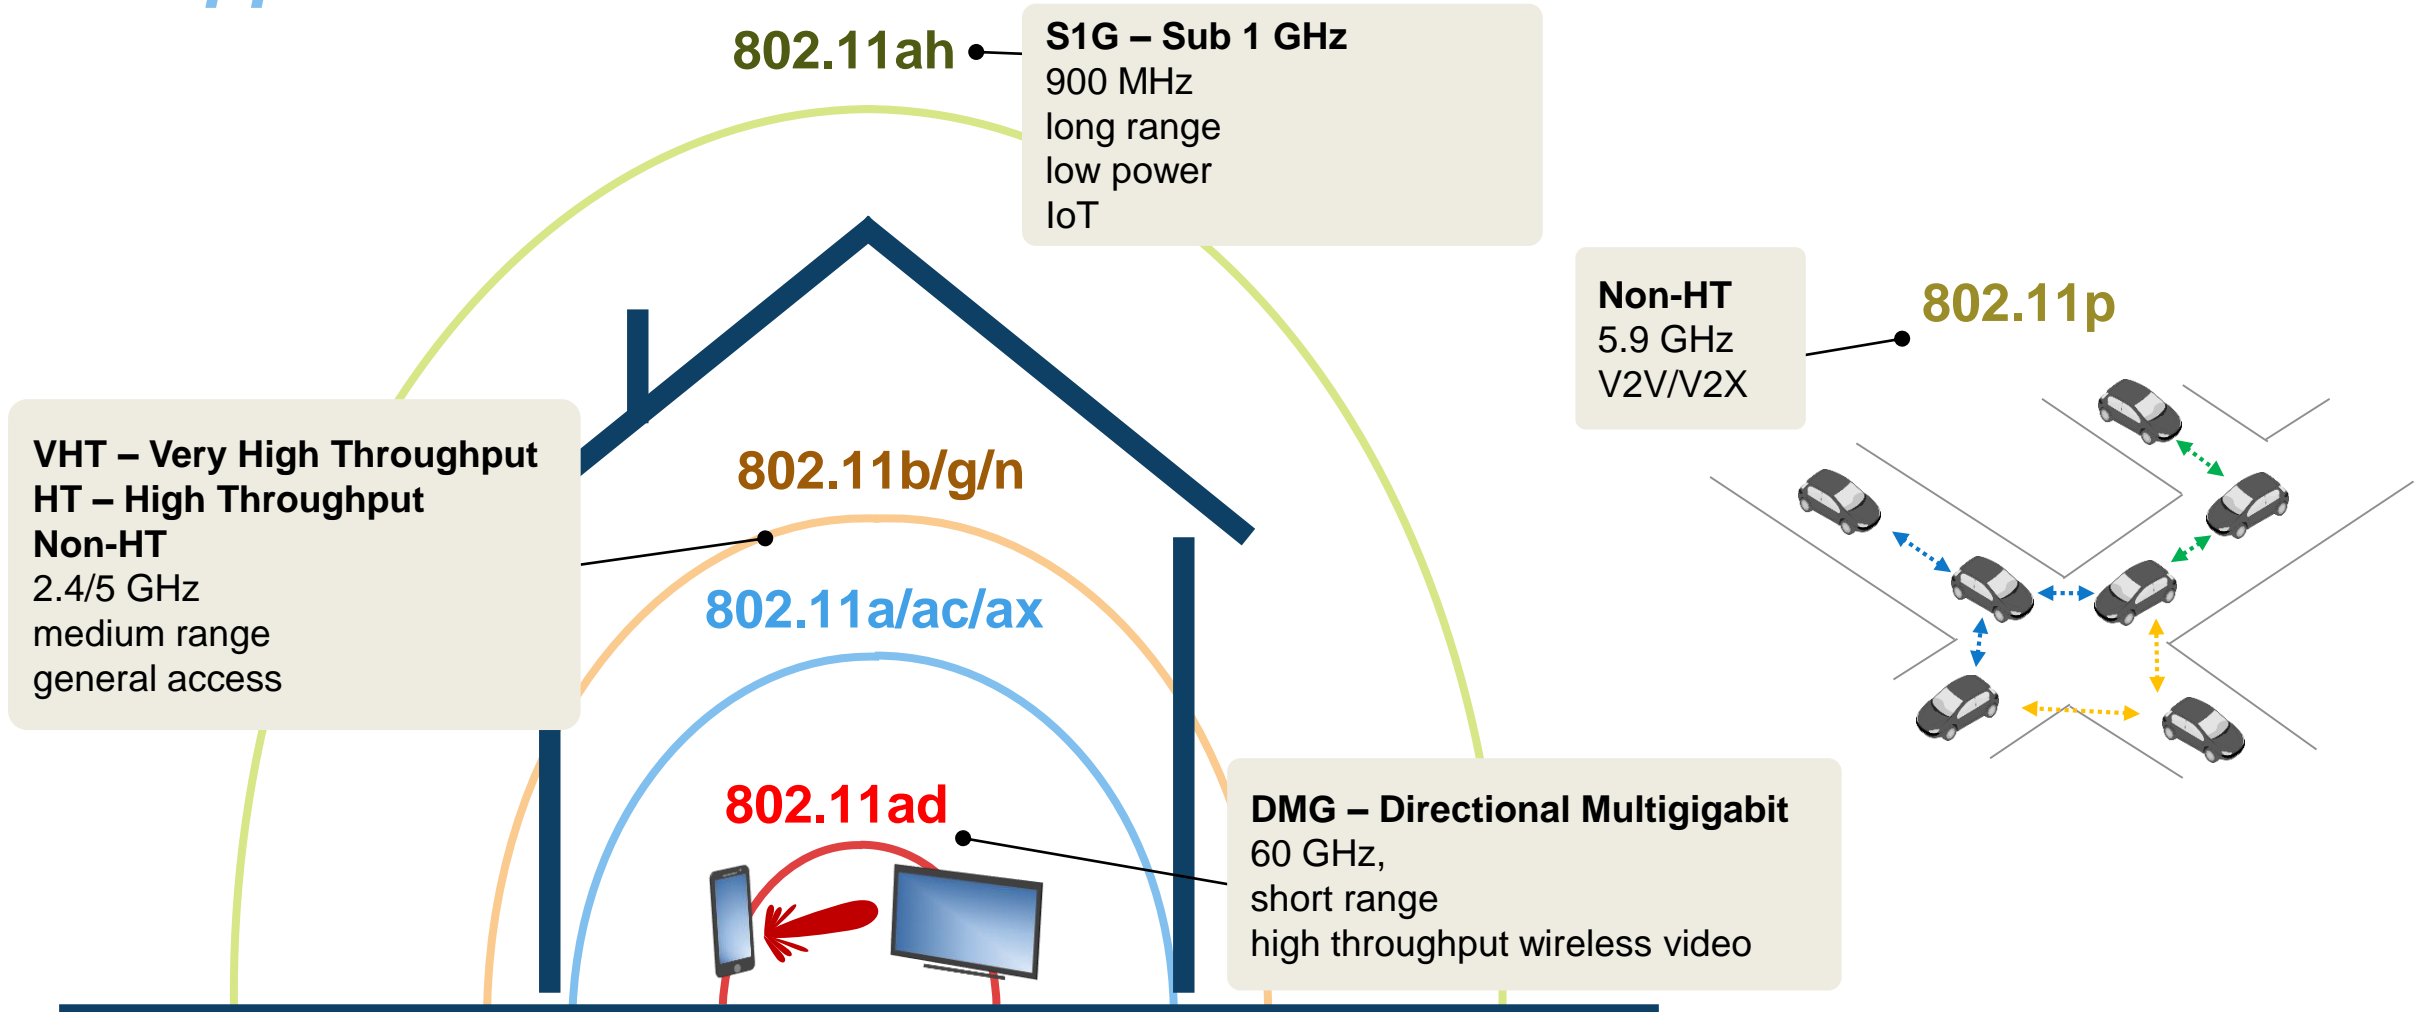 802.11ah
S1G – Sub 1 GHz
900 MHz
long range
low power
IoT
Non-HT
5.9 GHz
V2V/V2X
802.11p
VHT – Very High Throughput
HT – High Throughput
Non-HT
2.4/5 GHz
medium range
general access
802.11b/g/n
802.11a/ac/ax
802.11ad
DMG – Directional Multigigabit
60 GHz,
short range
high throughput wireless video